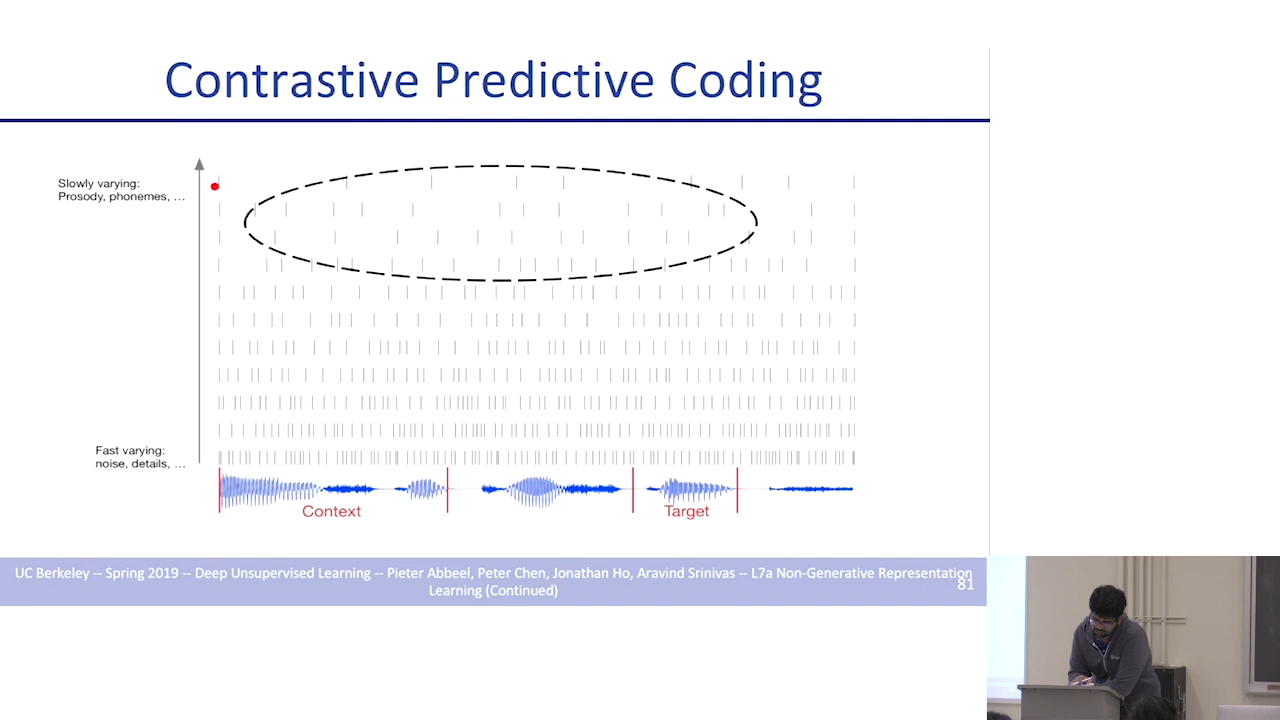 Contrastive Predictive Coding
Slowly varying:
Prosody, phonemes, …
Fast varying:
noise, details, …
Context
Target
UC Berkeley -- Spring 2019 -- Deep Unsupervised Learning -- Pieter Abbeel, Peter Chen, Jonathan Ho, Aravind Srinivas -- L7a Non-Generative Representation
Learning (Continued)
81